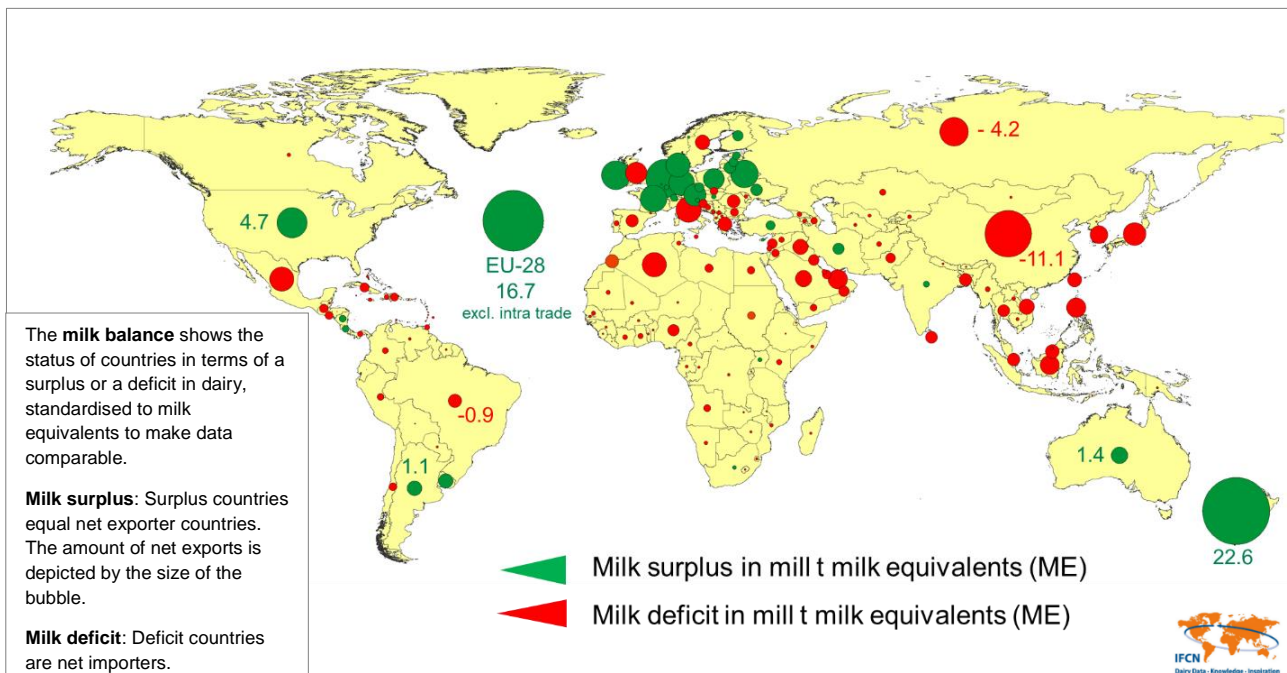 - 4.2
4.7
-11.1
EU-28
16.7
excl. intra trade
The milk balance shows the
status of countries in terms of a
surplus or a deficit in dairy,
standardised to milk
equivalents to make data
comparable.
Milk surplus: Surplus countries
equal net exporter countries.
The amount of net exports is
depicted by the size of the
bubble.
Milk deficit: Deficit countries
are net importers.
-0.9
1.1
1.4
22.6
Milk surplus in mill t milk equivalents (ME)
Milk deficit in mill t milk equivalents (ME)
IFCN
Dairy Data - Knowledge - Inspiration